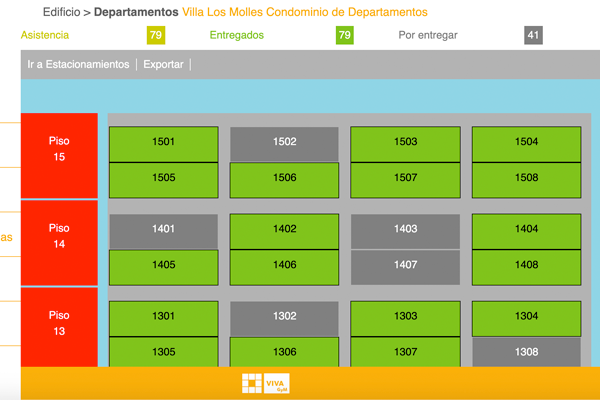 Edificio > Departamentos Villa Los Molles Condominio de Departamentos
Asistencia 79 Entregados 79 Por entregar 41
Ir a Estacionamientos | Exportar |
Piso 15
1501 1502 1503 1504
1505 1506 1507 1508
as
Piso 14
1401 1402 1403 1404
1405 1406 1407 1408
Piso 13
1301 1302 1303 1304
1305 1306 1307 1308
VIVA
GyM